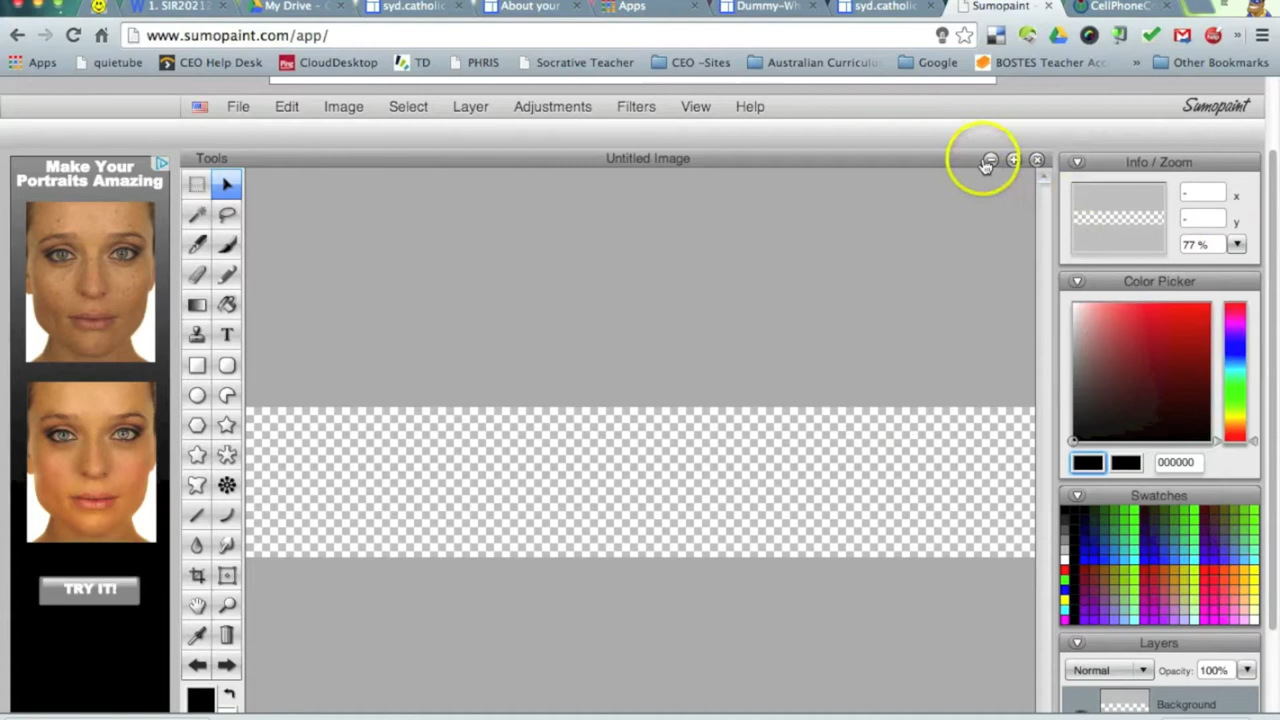 1. SIR20212
My Drive -
syd.catholic
About your
Apps
Dummy-Wh
syd.catholic
Sumopaint -
CellPhoneCo
www.sumopaint.com/app/
Apps quietube CEO Help Desk CloudDesktop TD PHRIS Socrative Teacher CEO ~Sites Australian Curriculu Google BOSTES Teacher Acc » Other Bookmarks
File Edit Image Select Layer Adjustments Filters View Help Sumopaint
Make Your
Portraits Amazing
TRY IT!
Tools
Untitled Image
T
Info / Zoom
- x
- y
77 %
Color Picker
000000
Swatches
Layers
Normal Opacity: 100%
Background